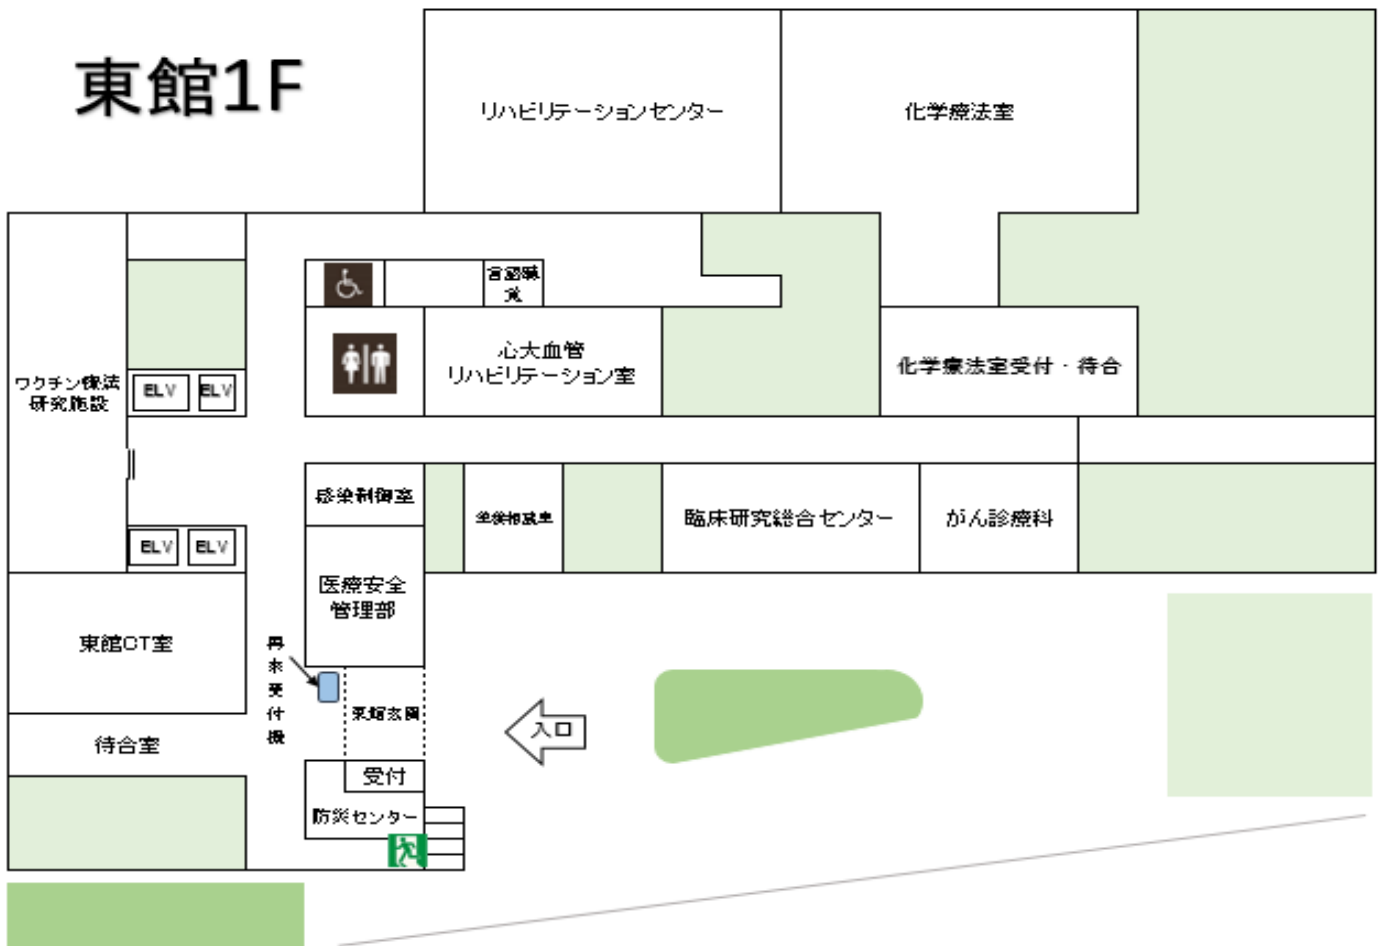 東館1F
リハビリテーションセンター
化学療法室
心大血管
リハビリテーション室
化学療法室受付・待合
ワクチン療法
研究施設
ELV
ELV
感染制御室
臨床研究総合センター
がん診療科
ELV
ELV
医療安全
管理部
東館CT室
再来受付機
東館玄関
入口
待合室
受付
防災センター